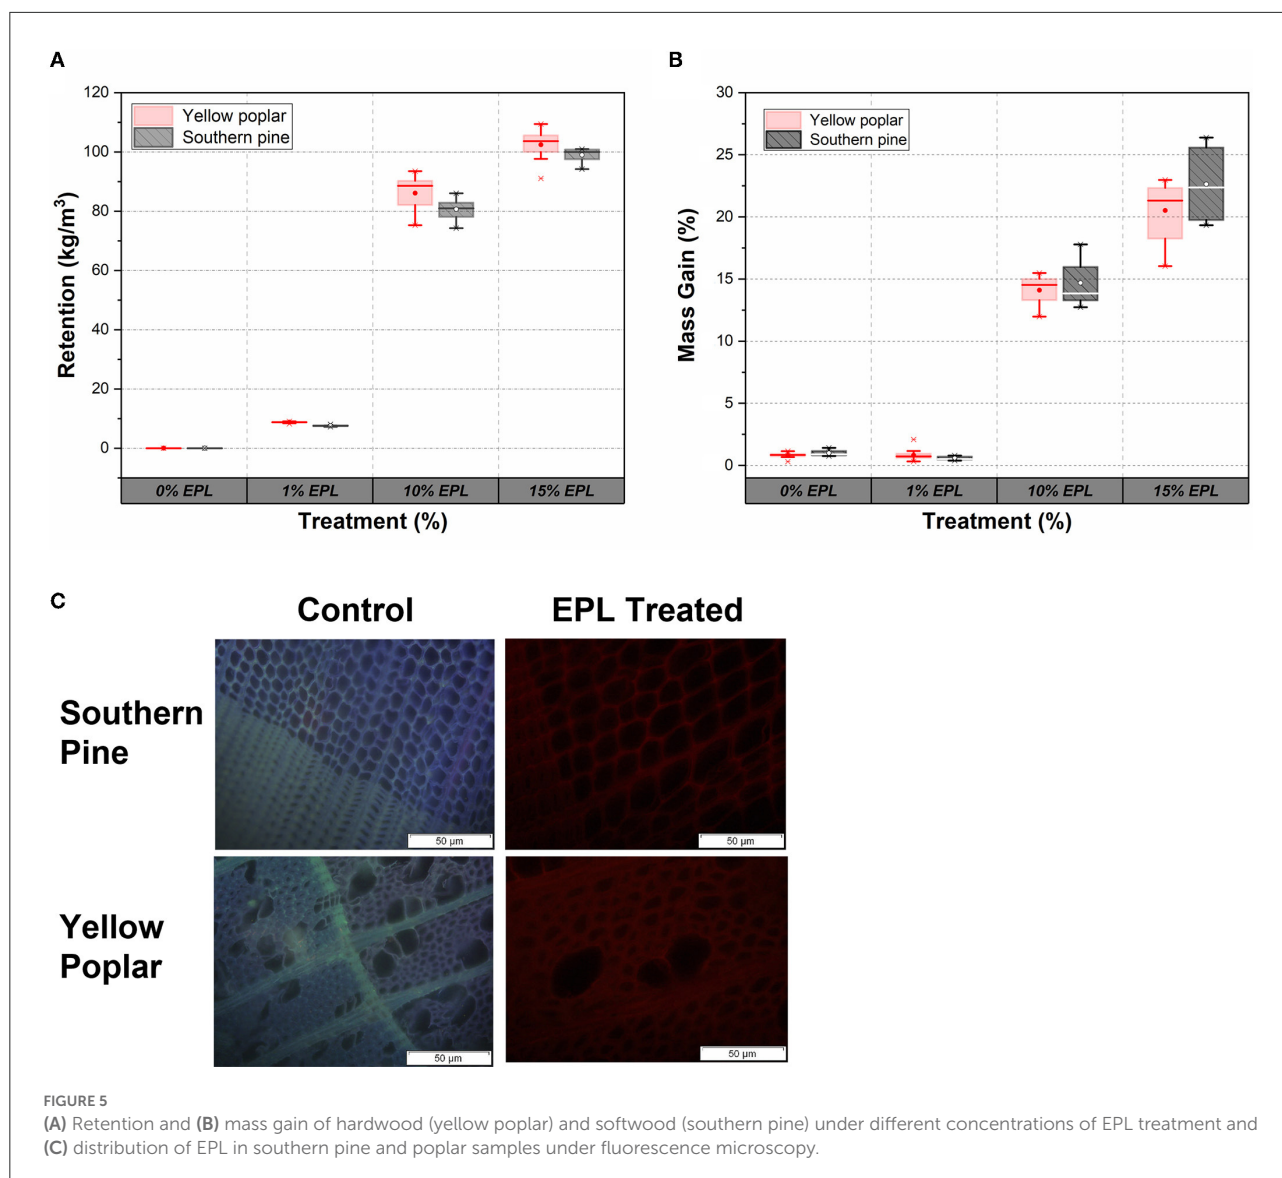 A
B
120
100
80
60
40
20
0
Retention (kg/m³)
Yellow poplar
Southern pine
0% EPL
1% EPL
10% EPL
15% EPL
Treatment (%)
30
25
20
15
10
5
0
Mass Gain (%)
Yellow poplar
Southern pine
0% EPL
1% EPL
10% EPL
15% EPL
Treatment (%)
C
Control
EPL Treated
Southern
Pine
50 µm
50 µm
Yellow
Poplar
50 µm
50 µm
FIGURE 5
(A) Retention and (B) mass gain of hardwood (yellow poplar) and softwood (southern pine) under different concentrations of EPL treatment and
(C) distribution of EPL in southern pine and poplar samples under fluorescence microscopy.